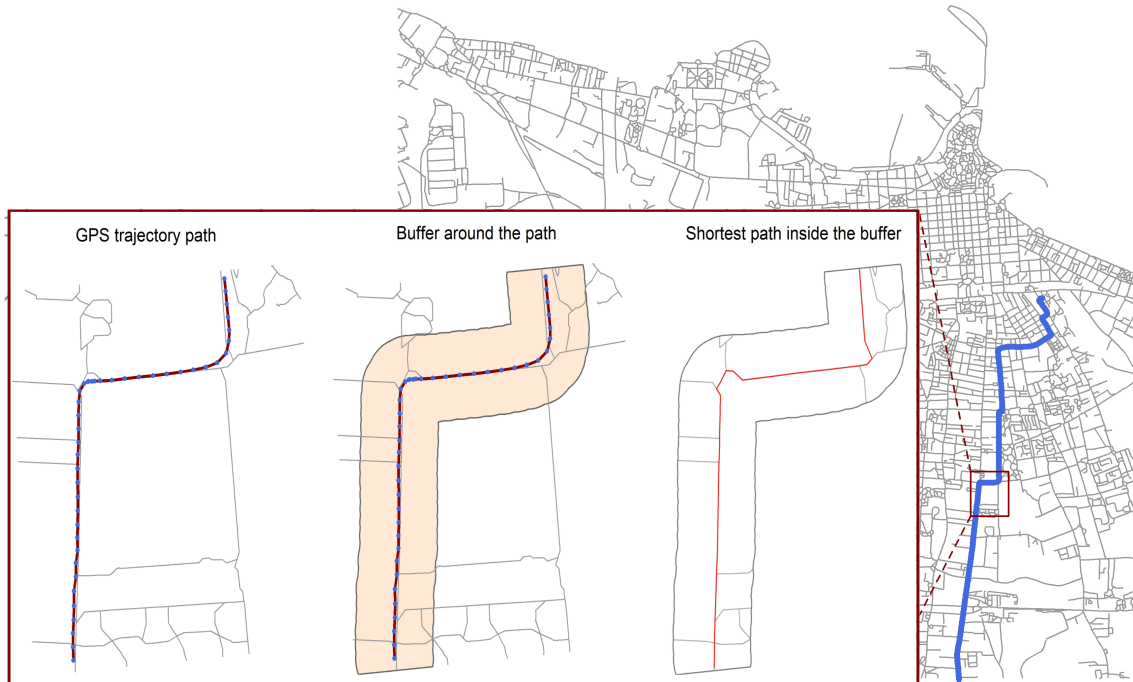 GPS trajectory path
Buffer around the path
Shortest path inside the buffer